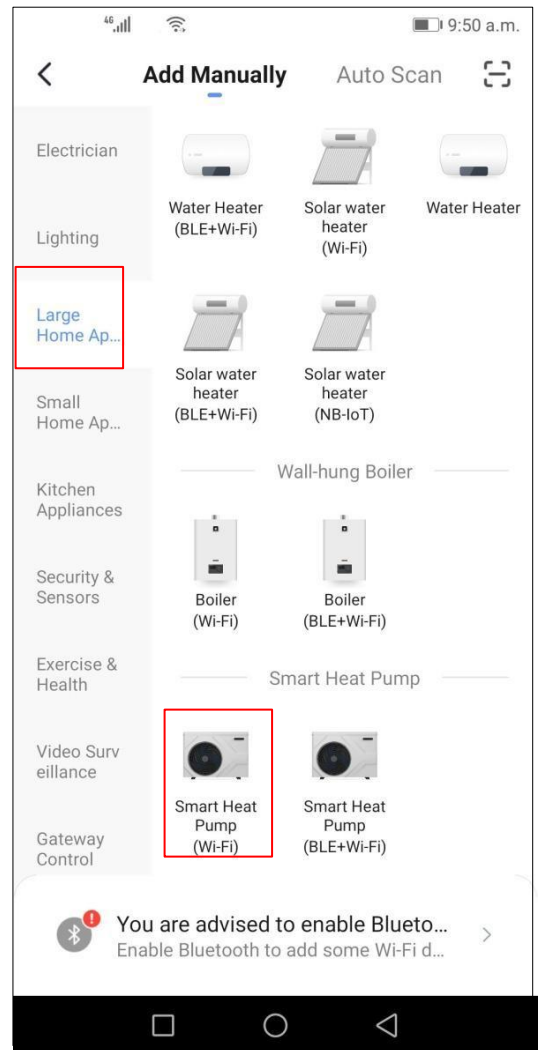 46 9:50 a.m.
Add Manually Auto Scan
Electrician
Lighting
Large
Home Ap...
Small
Home Ap...
Kitchen
Appliances
Security &
Sensors
Exercise &
Health
Video Surv
eillance
Gateway
Control
Water Heater
(BLE+Wi-Fi)
Solar water
heater
(Wi-Fi)
Water Heater
Solar water
heater
(BLE+Wi-Fi)
Solar water
heater
(NB-IoT)
Wall-hung Boiler
Boiler
(Wi-Fi)
Boiler
(BLE+Wi-Fi)
Smart Heat Pump
Smart Heat
Pump
(Wi-Fi)
Smart Heat
Pump
(BLE+Wi-Fi)
You are advised to enable Blueto...
Enable Bluetooth to add some Wi-Fi d...